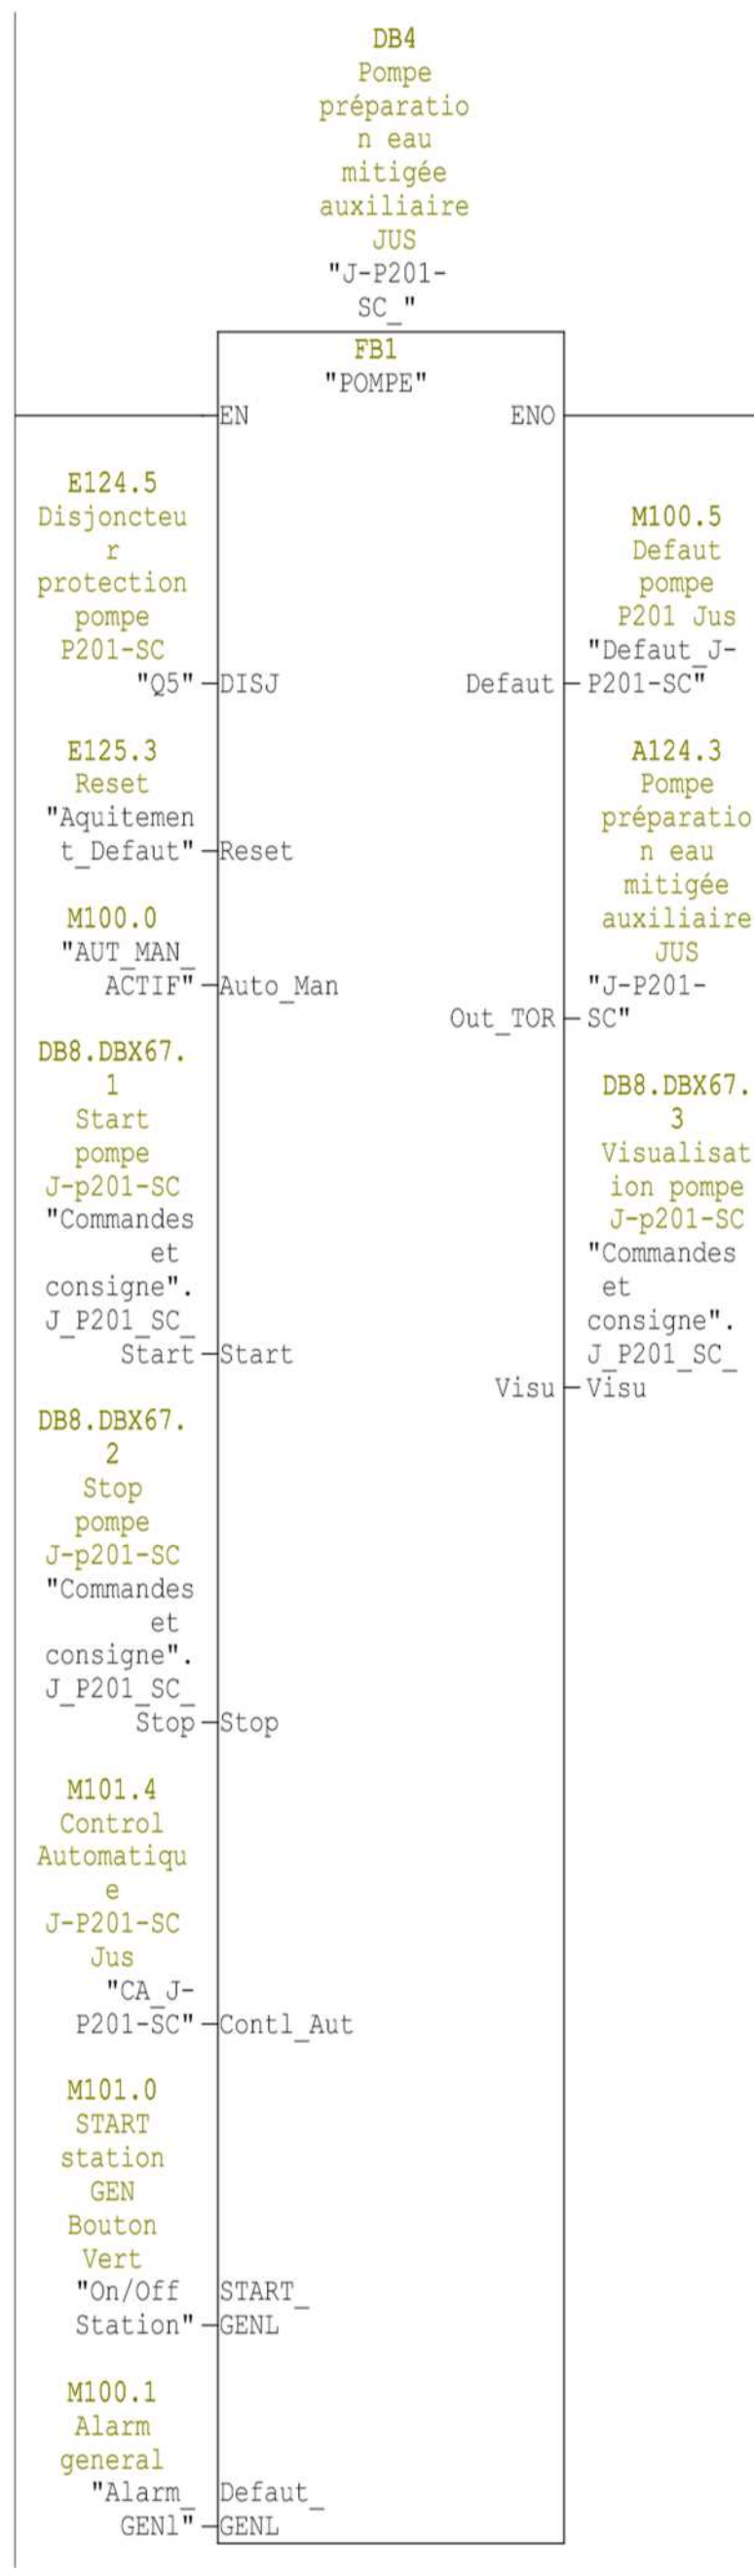 DB4
Pompe
préparatio
n eau
mitigée
auxiliaire
JUS
"J-P201-
SC_"
FB1
"POMPE"
EN
ENO
E124.5
Disjoncteu
r
protection
pompe
P201-SC
"Q5"
DISJ
M100.5
Defaut
pompe
P201 Jus
"Defaut_J-
P201-SC"
Defaut
E125.3
Reset
"Aquitemen
t_Defaut"
Reset
A124.3
Pompe
préparatio
n eau
mitigée
auxiliaire
JUS
"J-P201-
SC"
Out_TOR
M100.0
"AUT_MAN_
ACTIF"
Auto_Man
DB8.DBX67.
1
Start
pompe
J-p201-SC
"Commandes
et
consigne".
J_P201_SC_
Start
Start
DB8.DBX67.
3
Visualisat
ion pompe
J-p201-SC
"Commandes
et
consigne".
J_P201_SC_
Visu
Visu
DB8.DBX67.
2
Stop
pompe
J-p201-SC
"Commandes
et
consigne".
J_P201_SC_
Stop
Stop
M101.4
Control
Automatiqu
e
J-P201-SC
Jus
"CA_J-
P201-SC"
Contl_Aut
M101.0
START
station
GEN
Bouton
Vert
"On/Off
Station"
START_
GENL
M100.1
Alarm
general
"Alarm_
GENl"
Defaut_
GENL